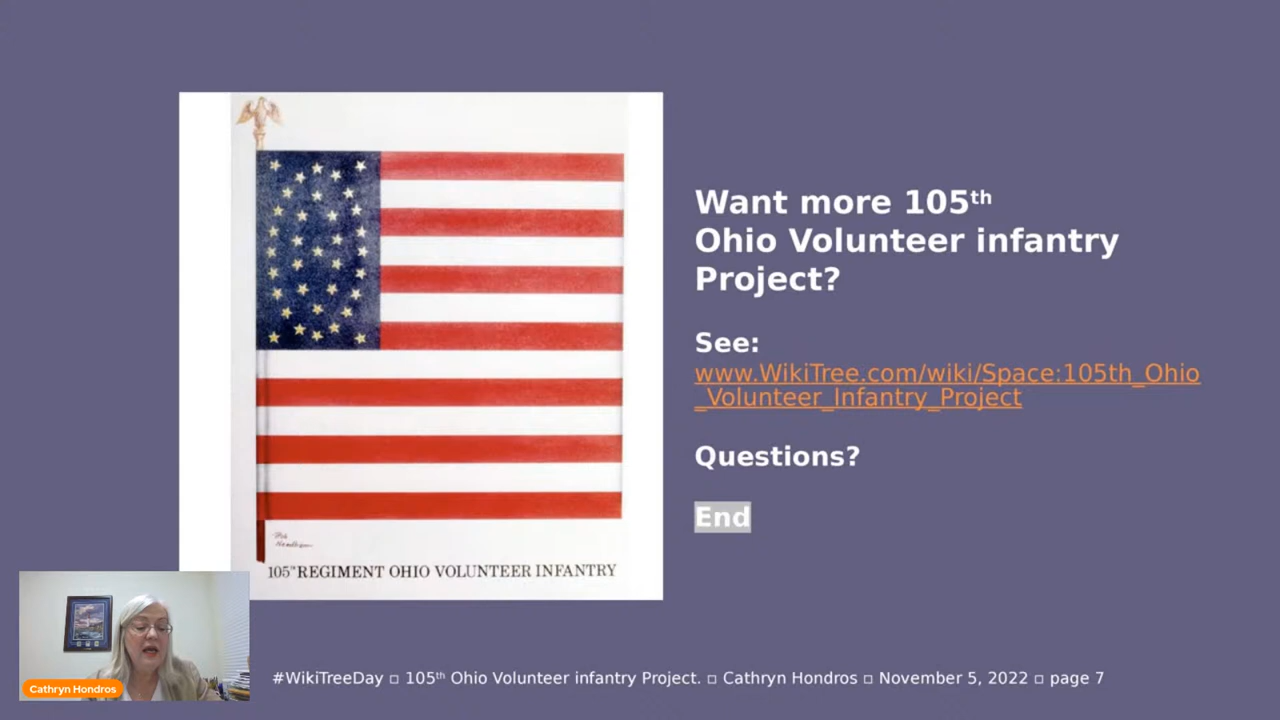 Want more 105th
Ohio Volunteer infantry
Project?
See:
www.WikiTree.com/wiki/Space:105th_Ohio
_Volunteer_Infantry_Project
Questions?
End
105th REGIMENT OHIO VOLUNTEER INFANTRY
Cathryn Hondros
#WikiTreeDay □ 105th Ohio Volunteer infantry Project. □ Cathryn Hondros □ November 5, 2022 □ page 7